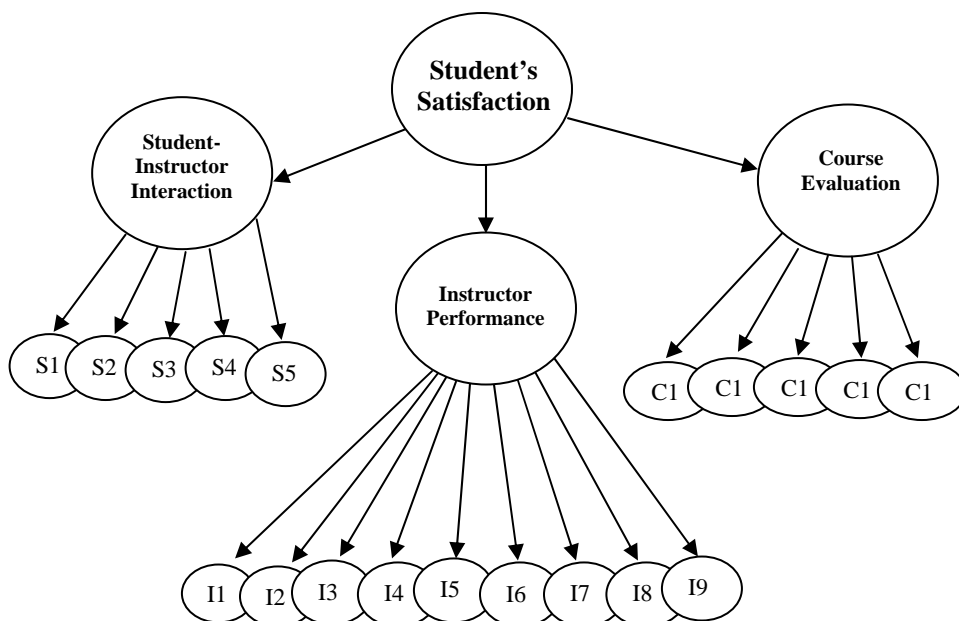 Student's
Satisfaction
Student-
Instructor
Interaction
Course
Evaluation
Instructor
Performance
S1
S2
S3
S4
S5
C1
C1
C1
C1
C1
I1
I2
I3
I4
I5
I6
I7
I8
I9